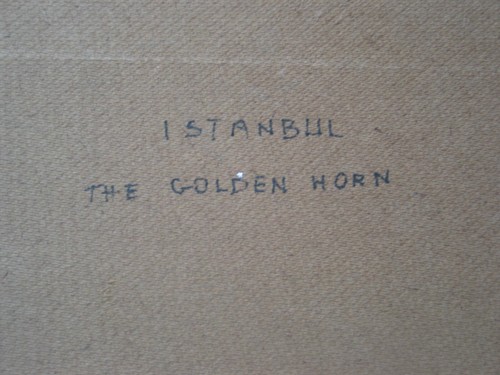 ISTANBUL
THE GOLDEN HORN